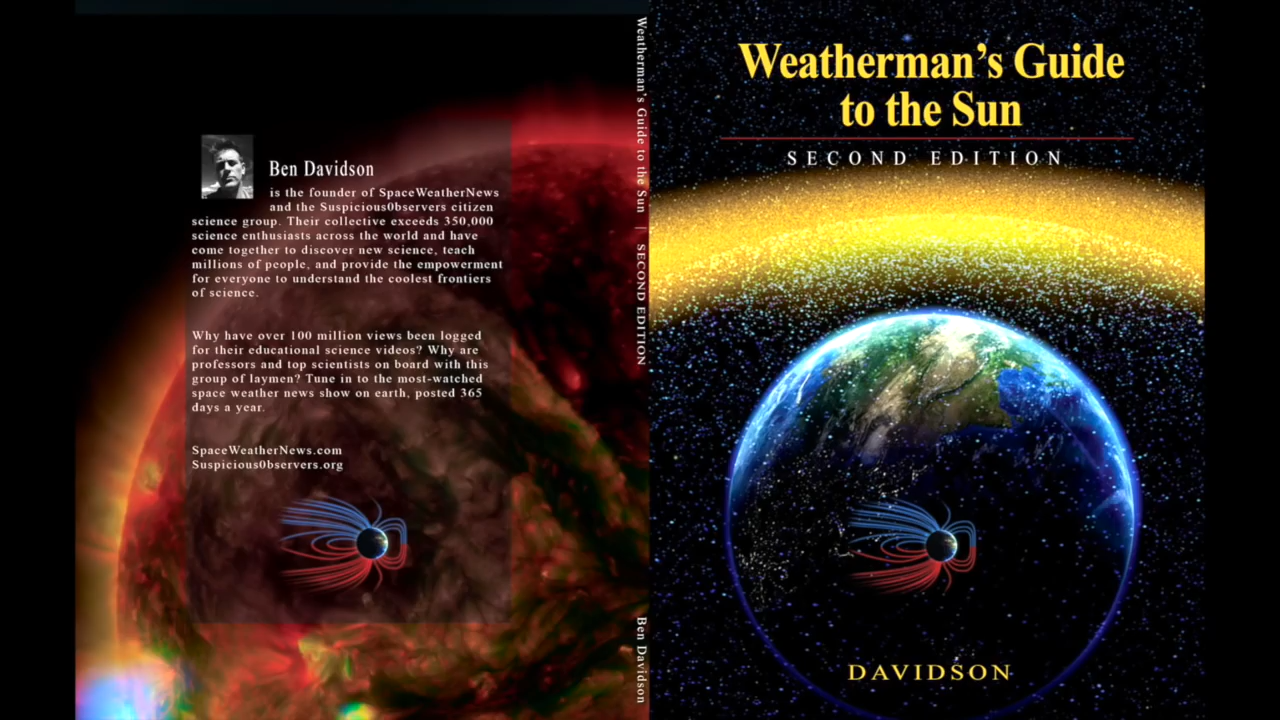 Ben Davidson
is the founder of SpaceWeatherNews
and the Suspicious0bservers citizen
science group. Their collective exceeds 350,000
science enthusiasts across the world and have
come together to discover new science, teach
millions of people, and provide the empowerment
for everyone to understand the coolest frontiers
of science.
Why have over 100 million views been logged
for their educational science videos? Why are
professors and top scientists on board with this
group of laymen? Tune in to the most-watched
space weather news show on earth, posted 365
days a year.
SpaceWeatherNews.com
Suspicious0bservers.org
Weatherman's Guide to the Sun | SECOND EDITION
Ben Davidson
Weatherman's Guide
to the Sun
SECOND EDITION
DAVIDSON